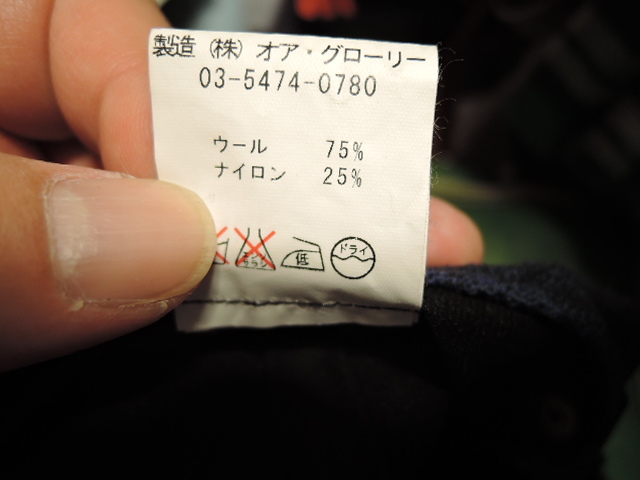 製造 (株) オア・グローリー
03-5474-0780
ウール 75%
ナイロン 25%
低 ドライ